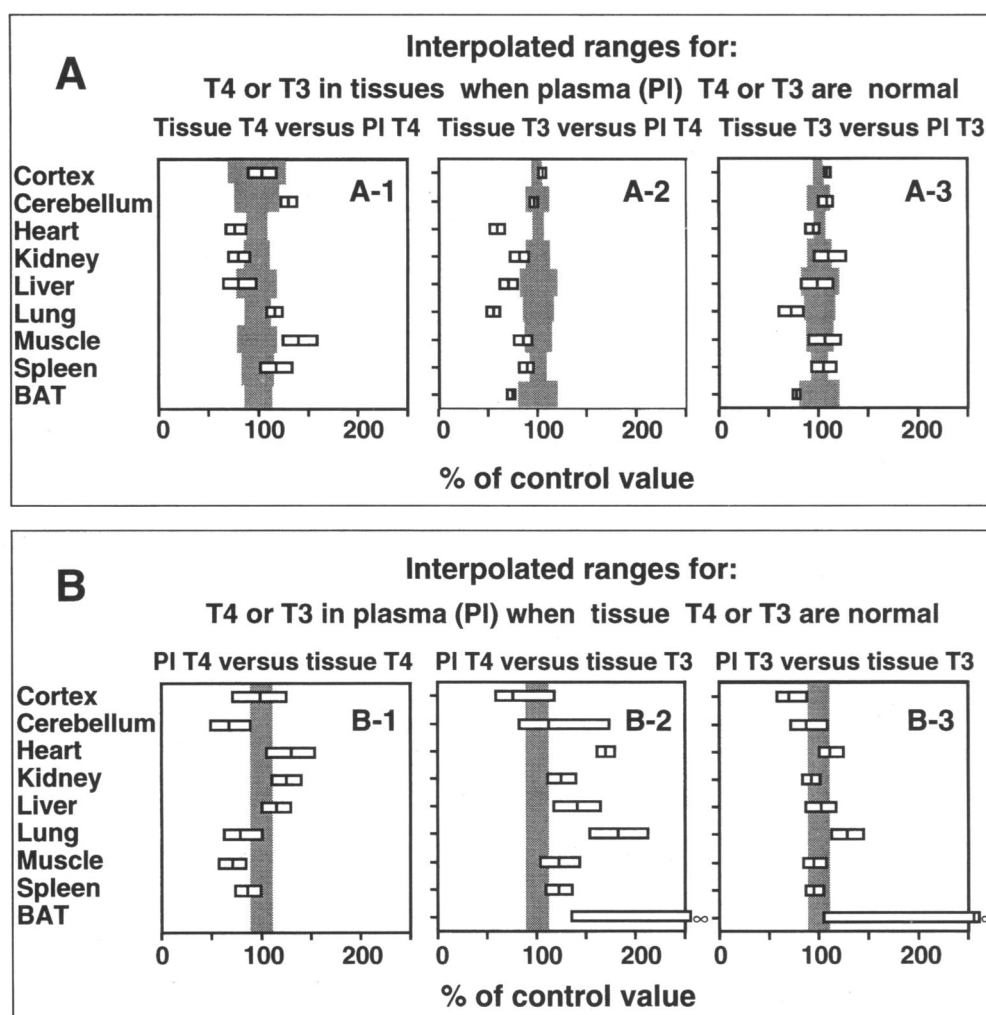 A
Interpolated ranges for:
T4 or T3 in tissues when plasma (Pl) T4 or T3 are normal
Tissue T4 versus Pl T4
Tissue T3 versus Pl T4
Tissue T3 versus Pl T3
Cortex
Cerebellum
Heart
Kidney
Liver
Lung
Muscle
Spleen
BAT
A-1
A-2
A-3
0 100 200
0 100 200
0 100 200
% of control value
B
Interpolated ranges for:
T4 or T3 in plasma (Pl) when tissue T4 or T3 are normal
Pl T4 versus tissue T4
Pl T4 versus tissue T3
Pl T3 versus tissue T3
Cortex
Cerebellum
Heart
Kidney
Liver
Lung
Muscle
Spleen
BAT
B-1
B-2
B-3
∞
∞
0 100 200
0 100 200
0 100 200
% of control value